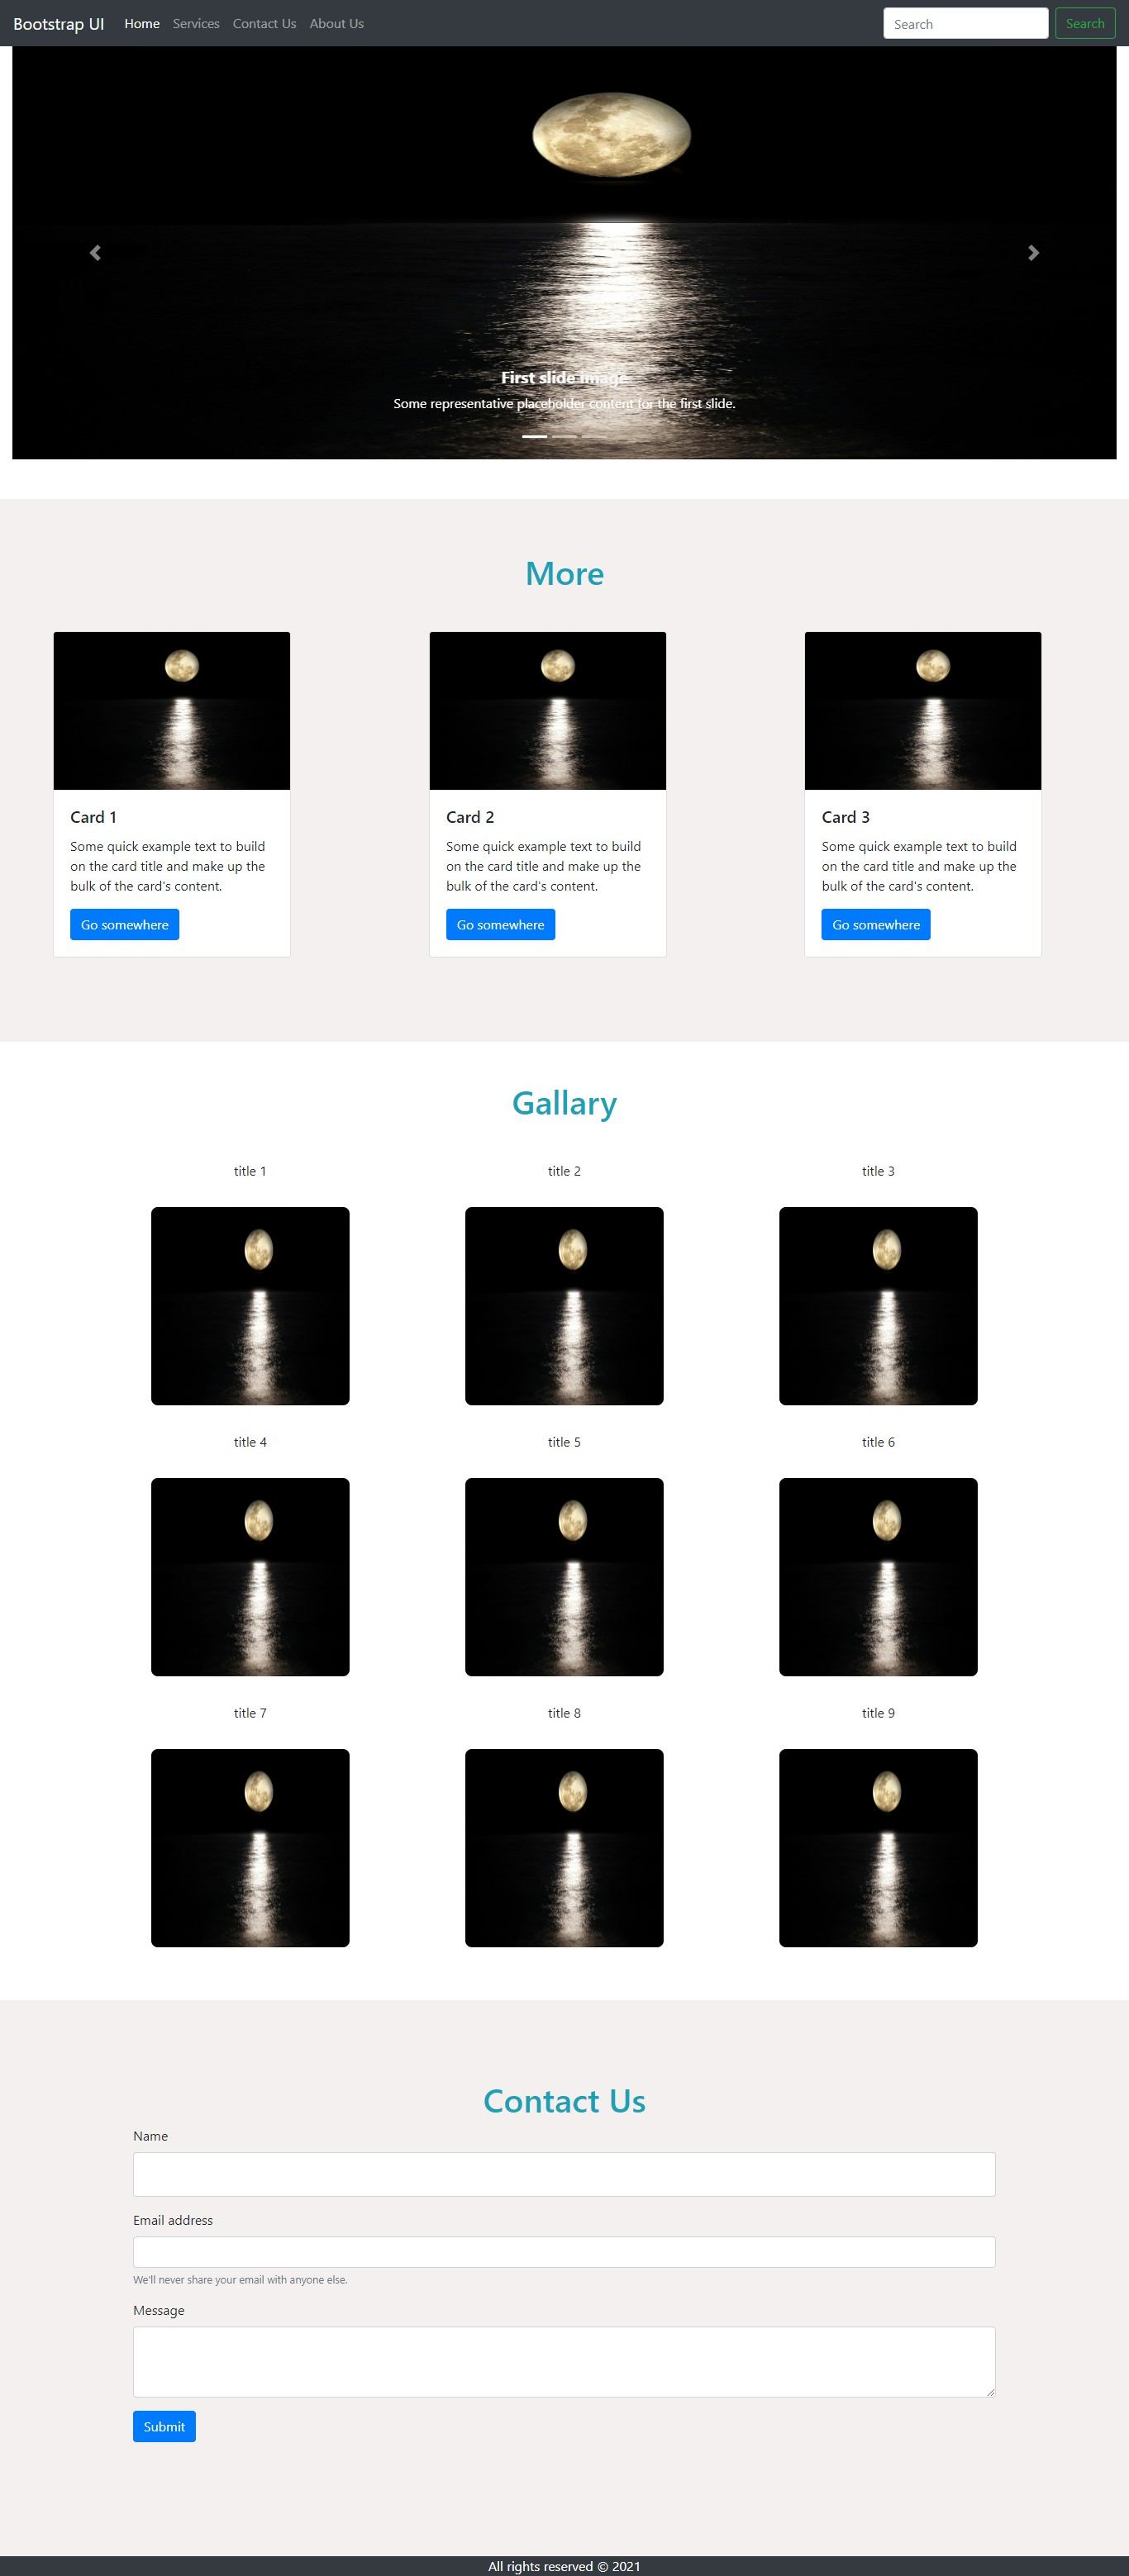 Bootstrap UI Home Services Contact Us About Us Search Search
First slide image
Some representative placeholder content for the first slide.
More
Card 1
Some quick example text to build
on the card title and make up the
bulk of the card's content.
Go somewhere
Card 2
Some quick example text to build
on the card title and make up the
bulk of the card's content.
Go somewhere
Card 3
Some quick example text to build
on the card title and make up the
bulk of the card's content.
Go somewhere
Gallary
title 1
title 2
title 3
title 4
title 5
title 6
title 7
title 8
title 9
Contact Us
Name
Email address
We'll never share your email with anyone else.
Message
Submit
All rights reserved © 2021